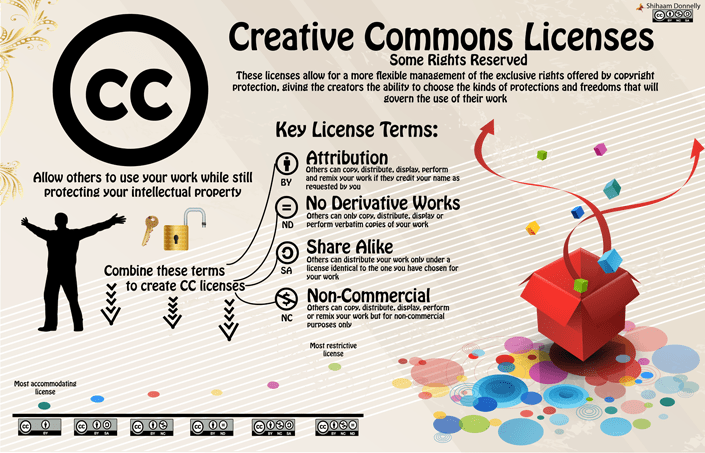 Shihaam Donnelly
Creative Commons Licenses
Some Rights Reserved
These licenses allow for a more flexible management of the exclusive rights offered by copyright
protection, giving the creators the ability to choose the kinds of protections and freedoms that will
govern the use of their work
cc
Allow others to use your work while still
protecting your intellectual property
Key License Terms:
Attribution
Others can copy, distribute, display, perform
and remix your work if they credit your name as
requested by you
BY
No Derivative Works
Others can only copy, distribute, display or
perform verbatim copies of your work
ND
Share Alike
Others can distribute your work only under a
license identical to the one you have chosen for
your work
SA
Non-Commercial
Others can copy, distribute, display, perform
or remix your work but for non-commercial
purposes only
NC
Combine these terms
to create CC licenses
Most restrictive
license
Most accommodating
license
cc BY
cc BY SA
cc BY NC
cc BY ND
cc BY NC SA
cc BY NC ND